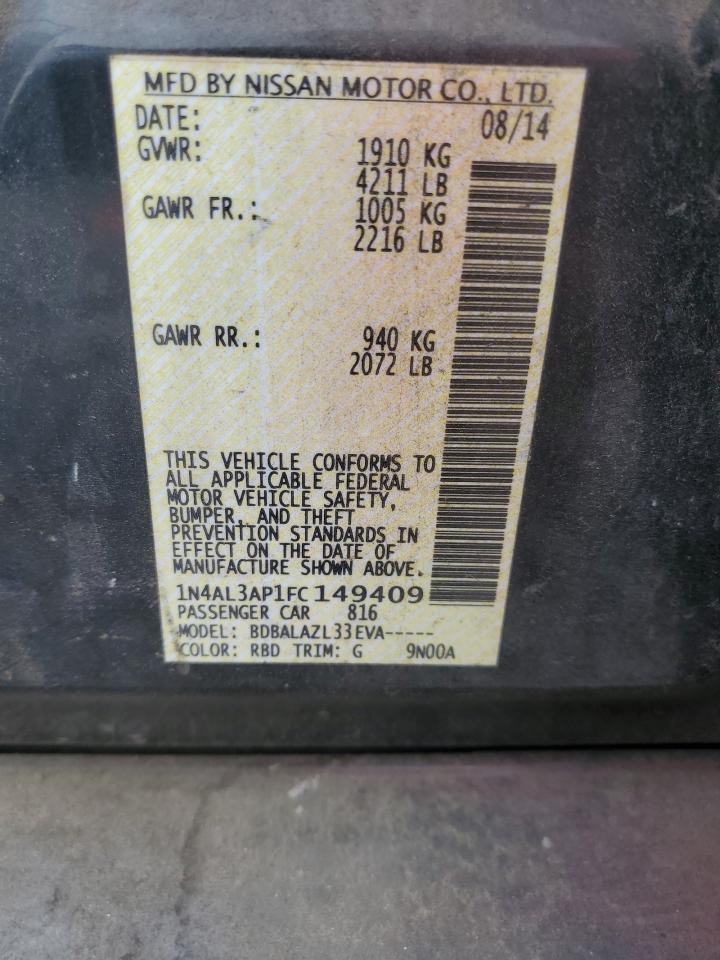 MFD BY NISSAN MOTOR CO., LTD.
DATE: 08/14
GVWR: 1910 KG
4211 LB
GAWR FR.: 1005 KG
2216 LB
GAWR RR.: 940 KG
2072 LB
THIS VEHICLE CONFORMS TO
ALL APPLICABLE FEDERAL
MOTOR VEHICLE SAFETY,
BUMPER, AND THEFT
PREVENTION STANDARDS IN
EFFECT ON THE DATE OF
MANUFACTURE SHOWN ABOVE.
1N4AL3AP1FC149409
PASSENGER CAR 816
MODEL: BDBALAZL33EVA-----
COLOR: RBD TRIM: G 9N00A